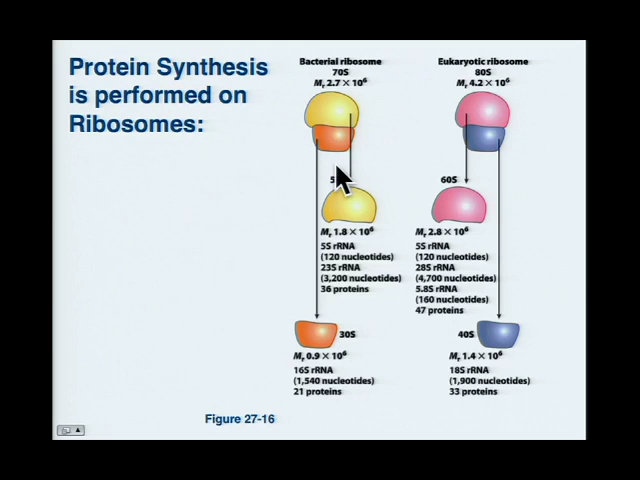 Protein Synthesis
is performed on
Ribosomes:
Bacterial ribosome
70S
Mr 2.7 × 10⁶
Mr 1.8 × 10⁶
5S rRNA
(120 nucleotides)
23S rRNA
(3,200 nucleotides)
36 proteins
30S
Mr 0.9 × 10⁶
16S rRNA
(1,540 nucleotides)
21 proteins
Eukaryotic ribosome
80S
Mr 4.2 × 10⁶
60S
Mr 2.8 × 10⁶
5S rRNA
(120 nucleotides)
28S rRNA
(4,700 nucleotides)
5.8S rRNA
(160 nucleotides)
47 proteins
40S
Mr 1.4 × 10⁶
18S rRNA
(1,900 nucleotides)
33 proteins
Figure 27-16